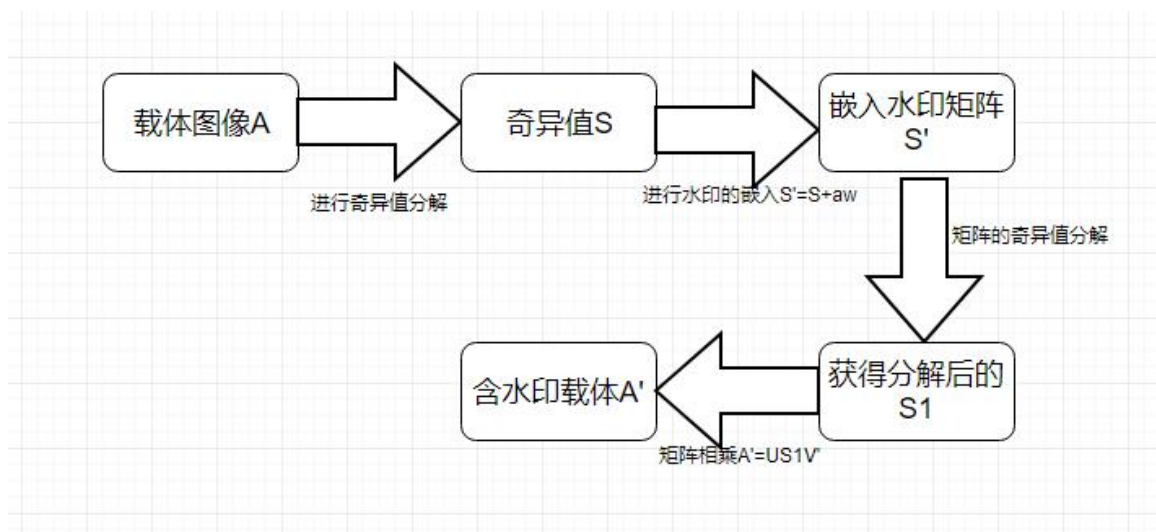 载体图像A
进行奇异值分解
奇异值S
进行水印的嵌入S'=S+aw
嵌入水印矩阵
S'
矩阵的奇异值分解
获得分解后的
S1
矩阵相乘A'=US1V'
含水印载体A'